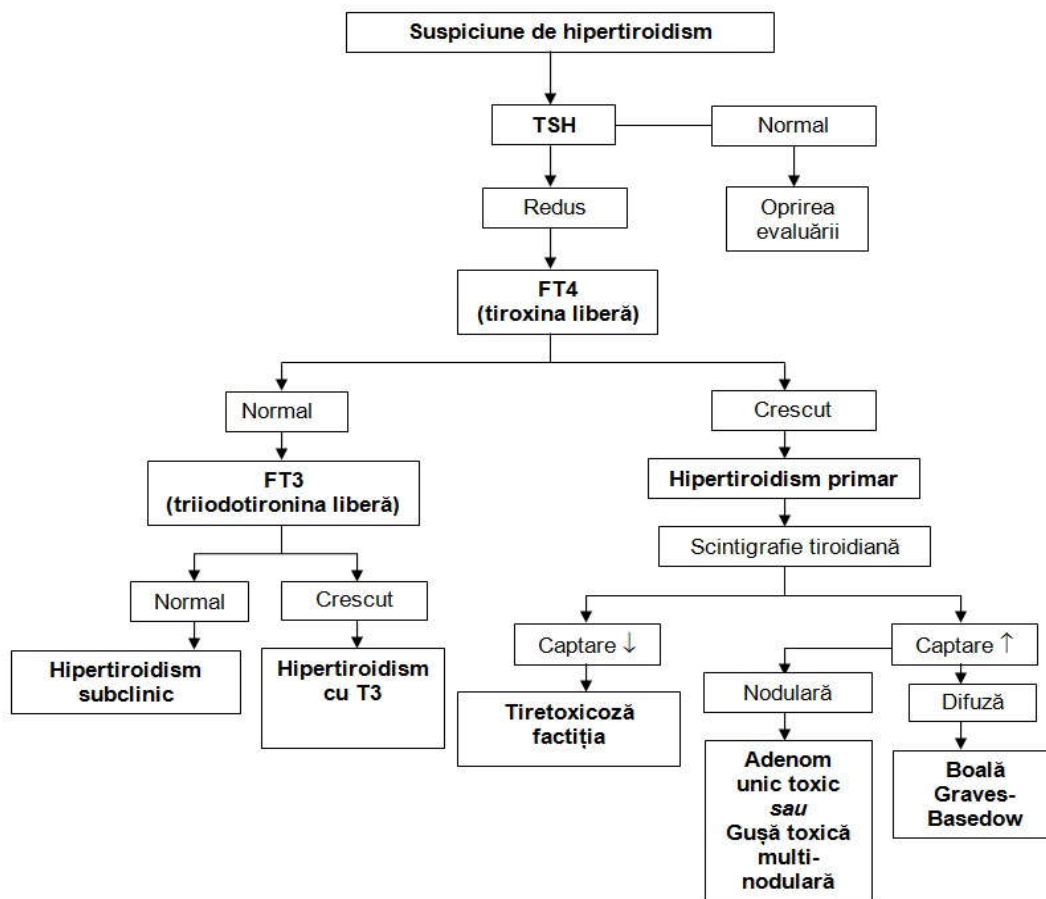 Suspiciune de hipertiroidism
TSH
Normal
Redus
Oprirea
evaluării
FT4
(tiroxina liberă)
Normal
Crescut
FT3
(triiodotironina liberă)
Hipertiroidism primar
Scintigrafie tiroidiană
Normal
Crescut
Captare ↓
Captare ↑
Hipertiroidism
subclinic
Hipertiroidism
cu T3
Nodulară
Difuză
Tiretoxicoză
factiția
Adenom
unic toxic
sau
Gușă toxică
multi-
nodulară
Boală
Graves-
Basedow